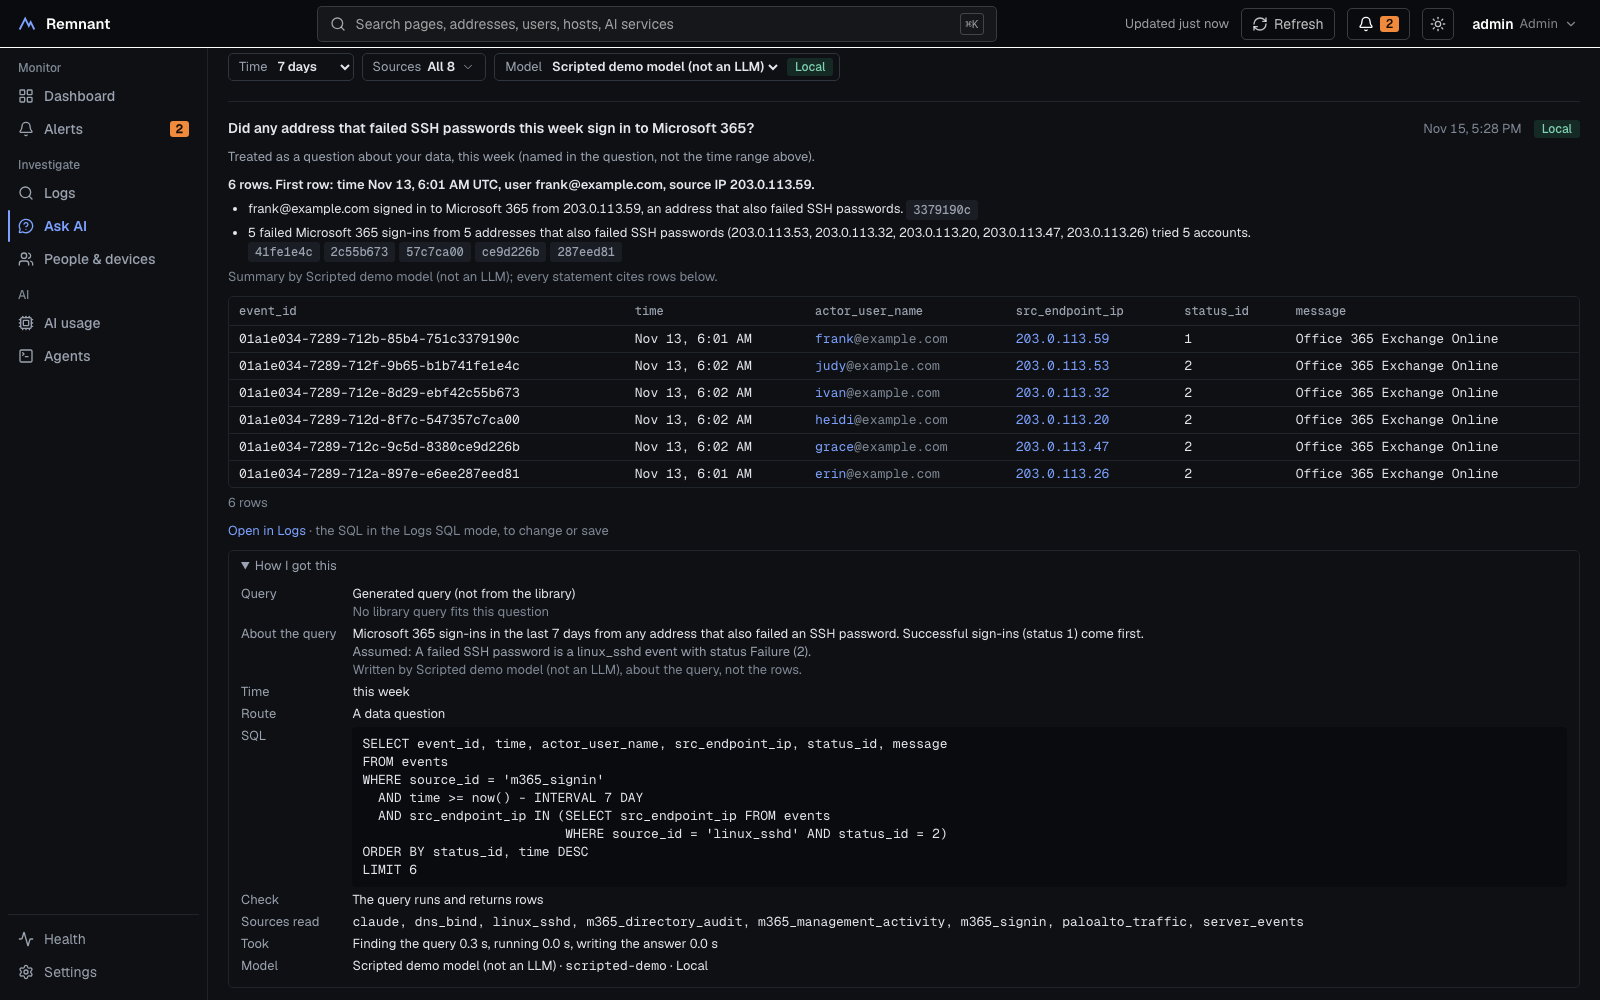 Remnant
Search pages, addresses, users, hosts, AI services
⌘K
Updated just now
Refresh
2
admin Admin
Monitor
Dashboard
Alerts 2
Investigate
Logs
Ask AI
People & devices
AI
AI usage
Agents
Health
Settings
Time 7 days
Sources All 8
Model Scripted demo model (not an LLM) Local
Did any address that failed SSH passwords this week sign in to Microsoft 365?
Nov 15, 5:28 PM Local
Treated as a question about your data, this week (named in the question, not the time range above).
6 rows. First row: time Nov 13, 6:01 AM UTC, user frank@example.com, source IP 203.0.113.59.
• frank@example.com signed in to Microsoft 365 from 203.0.113.59, an address that also failed SSH passwords. 3379190c
• 5 failed Microsoft 365 sign-ins from 5 addresses that also failed SSH passwords (203.0.113.53, 203.0.113.32, 203.0.113.20, 203.0.113.47, 203.0.113.26) tried 5 accounts.
41fe1e4c 2c55b673 57c7ca00 ce9d226b 287eed81
Summary by Scripted demo model (not an LLM); every statement cites rows below.
event_id time actor_user_name src_endpoint_ip status_id message
01a1e034-7289-712b-85b4-751c3379190c Nov 13, 6:01 AM frank@example.com 203.0.113.59 1 Office 365 Exchange Online
01a1e034-7289-712f-9b65-b1b741fe1e4c Nov 13, 6:02 AM judy@example.com 203.0.113.53 2 Office 365 Exchange Online
01a1e034-7289-712e-8d29-ebf42c55b673 Nov 13, 6:02 AM ivan@example.com 203.0.113.32 2 Office 365 Exchange Online
01a1e034-7289-712d-8f7c-547357c7ca00 Nov 13, 6:02 AM heidi@example.com 203.0.113.20 2 Office 365 Exchange Online
01a1e034-7289-712c-9c5d-8380ce9d226b Nov 13, 6:02 AM grace@example.com 203.0.113.47 2 Office 365 Exchange Online
01a1e034-7289-712a-897e-e6ee287eed81 Nov 13, 6:01 AM erin@example.com 203.0.113.26 2 Office 365 Exchange Online
6 rows
Open in Logs · the SQL in the Logs SQL mode, to change or save
▼ How I got this
Query Generated query (not from the library)
No library query fits this question
About the query Microsoft 365 sign-ins in the last 7 days from any address that also failed an SSH password. Successful sign-ins (status 1) come first.
Assumed: A failed SSH password is a linux_sshd event with status Failure (2).
Written by Scripted demo model (not an LLM), about the query, not the rows.
Time this week
Route A data question
SQL SELECT event_id, time, actor_user_name, src_endpoint_ip, status_id, message
FROM events
WHERE source_id = 'm365_signin'
AND time >= now() - INTERVAL 7 DAY
AND src_endpoint_ip IN (SELECT src_endpoint_ip FROM events
WHERE source_id = 'linux_sshd' AND status_id = 2)
ORDER BY status_id, time DESC
LIMIT 6
Check The query runs and returns rows
Sources read claude, dns_bind, linux_sshd, m365_directory_audit, m365_management_activity, m365_signin, paloalto_traffic, server_events
Took Finding the query 0.3 s, running 0.0 s, writing the answer 0.0 s
Model Scripted demo model (not an LLM) · scripted-demo · Local